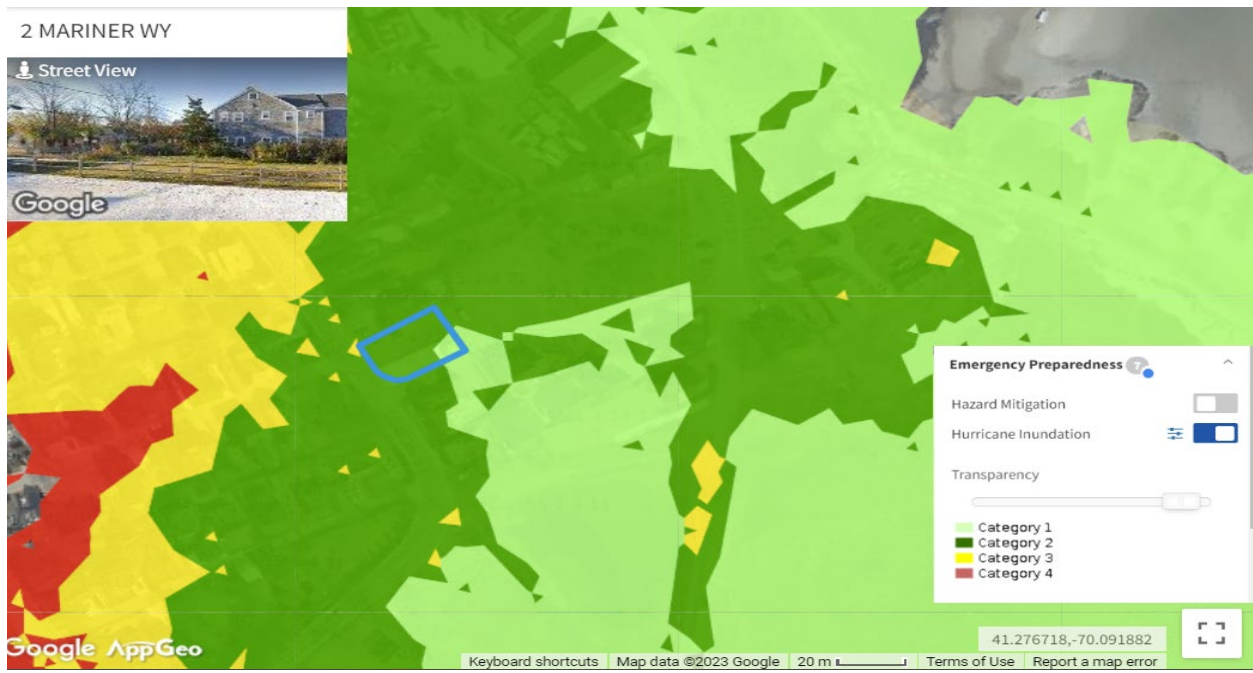 2 MARINER WY
Street View
Google
Emergency Preparedness 7
Hazard Mitigation
Hurricane Inundation
Transparency
Category 1
Category 2
Category 3
Category 4
41.276718,-70.091882
Google AppGeo
Keyboard shortcuts Map data ©2023 Google 20 m Terms of Use Report a map error